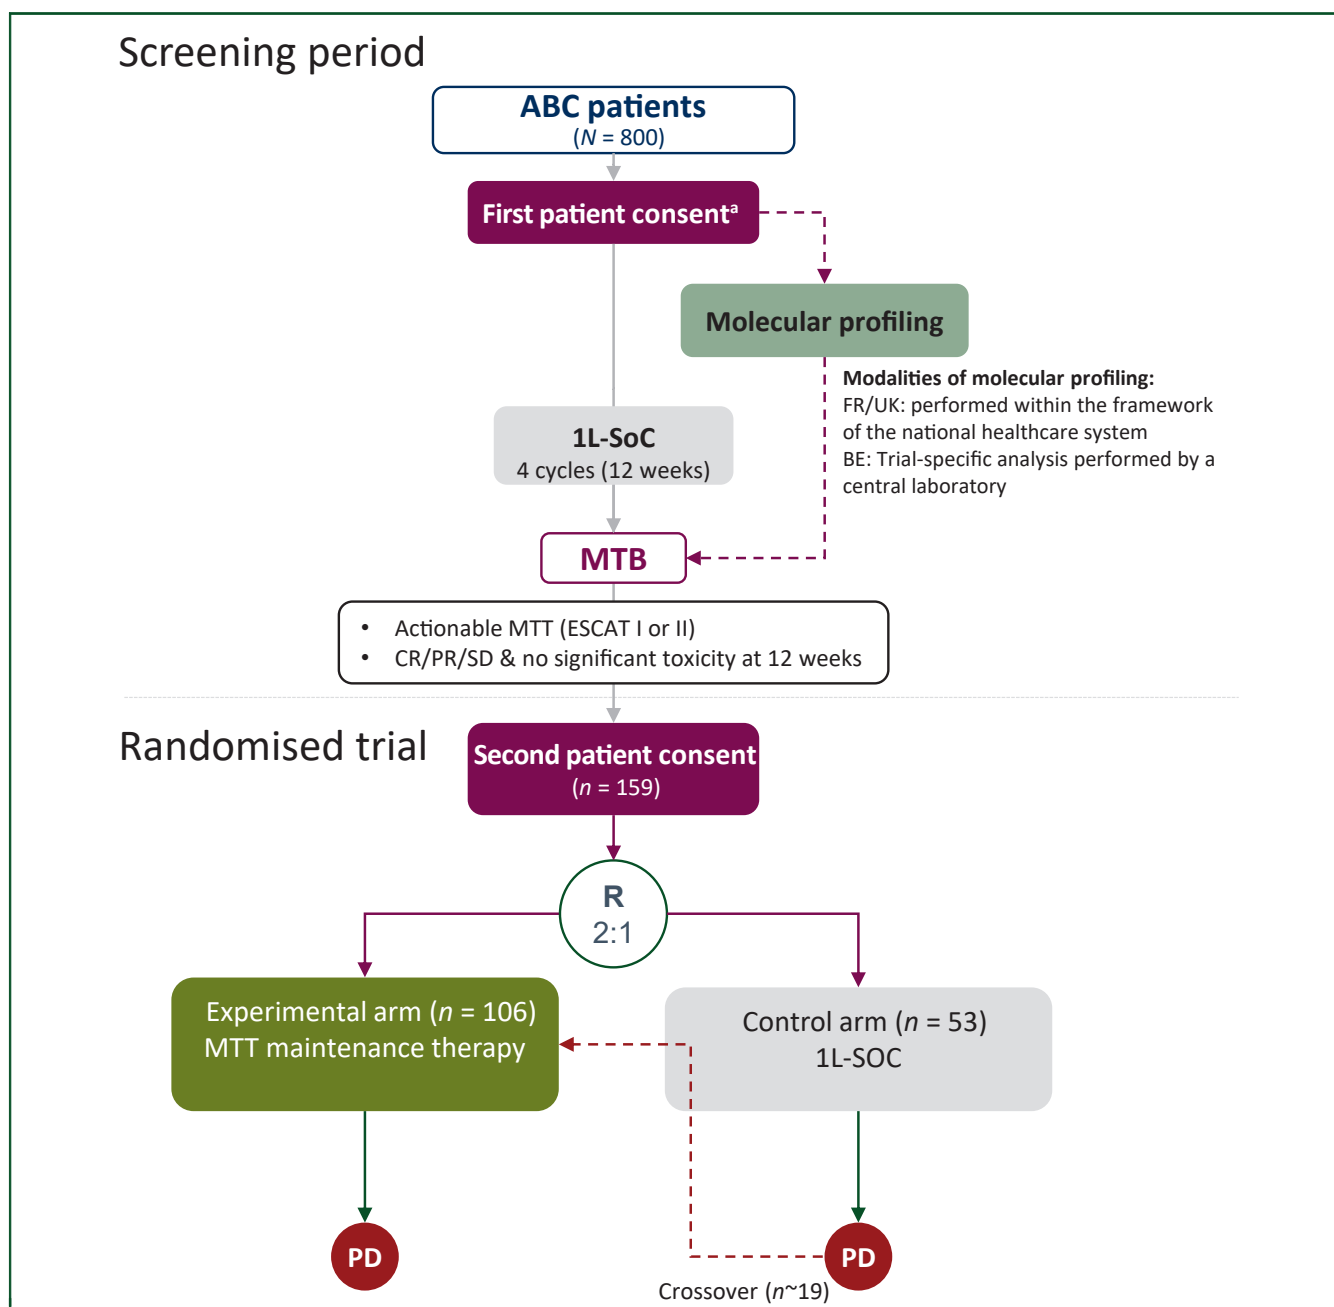 Screening period
ABC patients
(N = 800)
First patient consentª
Molecular profiling
Modalities of molecular profiling:
FR/UK: performed within the framework
of the national healthcare system
BE: Trial-specific analysis performed by a
central laboratory
1L-SoC
4 cycles (12 weeks)
MTB
• Actionable MTT (ESCAT I or II)
• CR/PR/SD & no significant toxicity at 12 weeks
Randomised trial
Second patient consent
(n = 159)
R
2:1
Experimental arm (n = 106)
MTT maintenance therapy
Control arm (n = 53)
1L-SOC
PD
PD
Crossover (n~19)